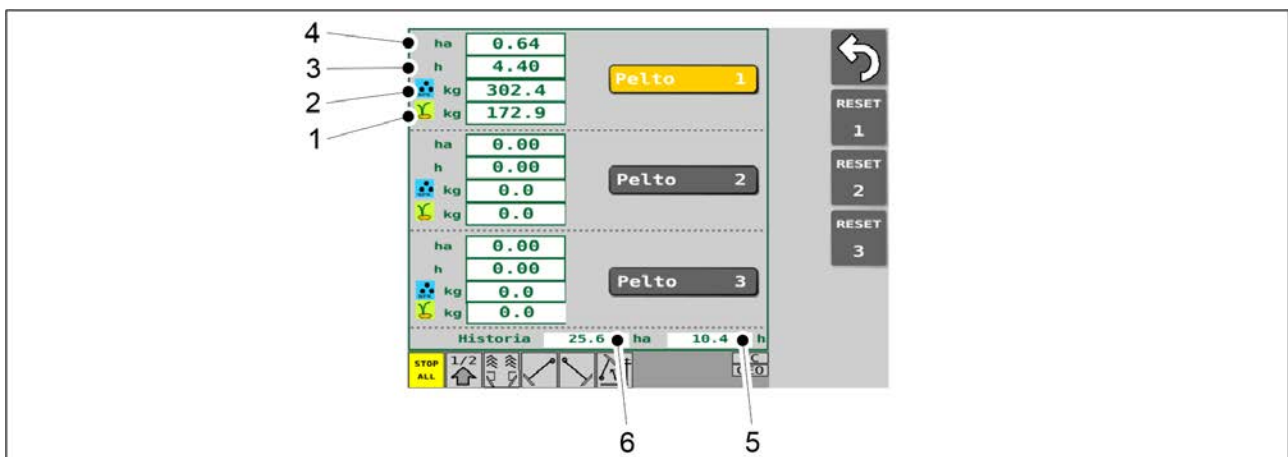 4 ha 0.64
3 h 4.40 Pelto 1
2 kg 302.4
1 kg 172.9
RESET
1
ha 0.00
h 0.00 Pelto 2
kg 0.0
kg 0.0
RESET
2
ha 0.00
h 0.00 Pelto 3
kg 0.0
kg 0.0
RESET
3
Historia 25.6 ha 10.4 h
STOP
ALL
1/2
6 5